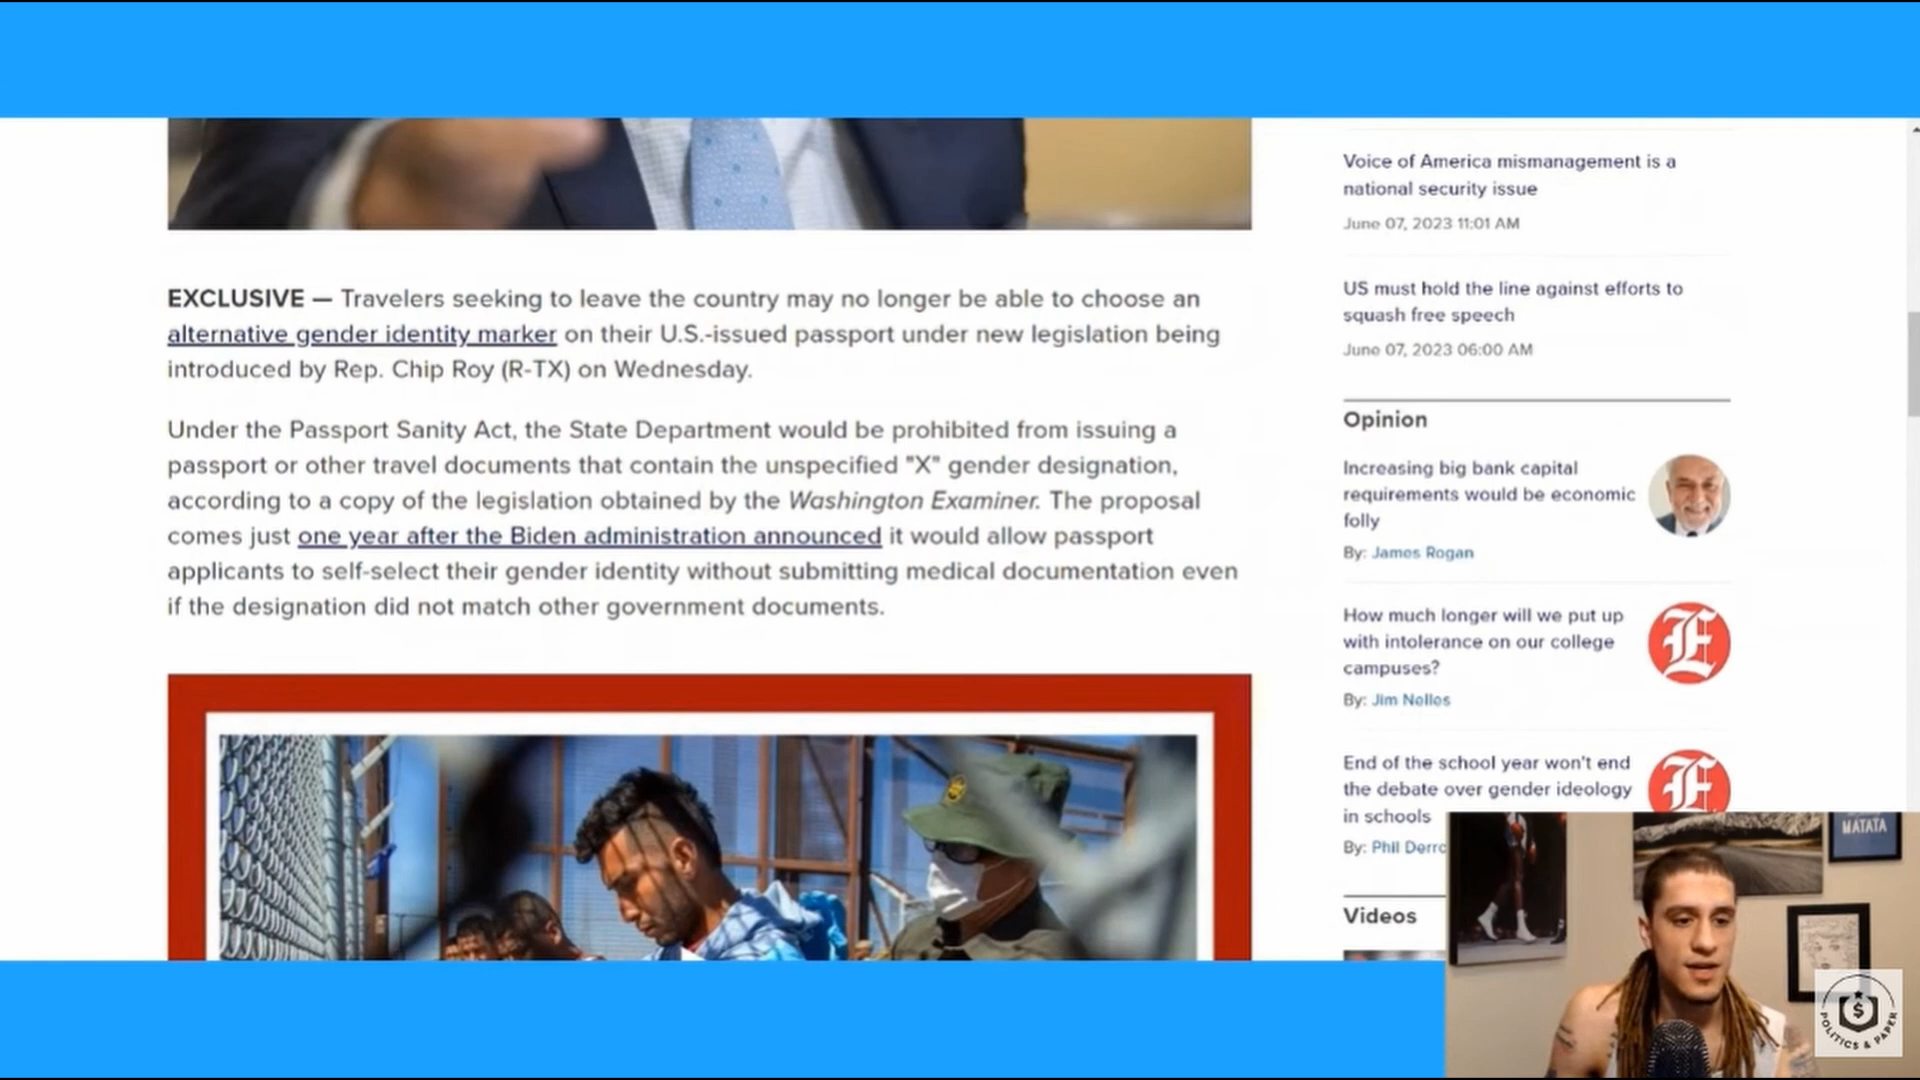 EXCLUSIVE — Travelers seeking to leave the country may no longer be able to choose an
alternative gender identity marker on their U.S.-issued passport under new legislation being
introduced by Rep. Chip Roy (R-TX) on Wednesday.
Under the Passport Sanity Act, the State Department would be prohibited from issuing a
passport or other travel documents that contain the unspecified "X" gender designation,
according to a copy of the legislation obtained by the Washington Examiner. The proposal
comes just one year after the Biden administration announced it would allow passport
applicants to self-select their gender identity without submitting medical documentation even
if the designation did not match other government documents.
Voice of America mismanagement is a
national security issue
June 07, 2023 11:01 AM
US must hold the line against efforts to
squash free speech
June 07, 2023 06:00 AM
Opinion
Increasing big bank capital
requirements would be economic
folly
By: James Rogan
How much longer will we put up
with intolerance on our college
campuses?
By: Jim Nelles
E
End of the school year won't end
the debate over gender ideology
in schools
By: Phil
E
Videos
MATATA
POLITICS & PAPER
$